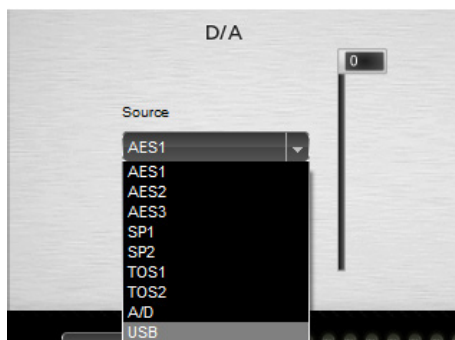 D/A
0
Source
AES1
AES1
AES2
AES3
SP1
SP2
TOS1
TOS2
A/D
USB